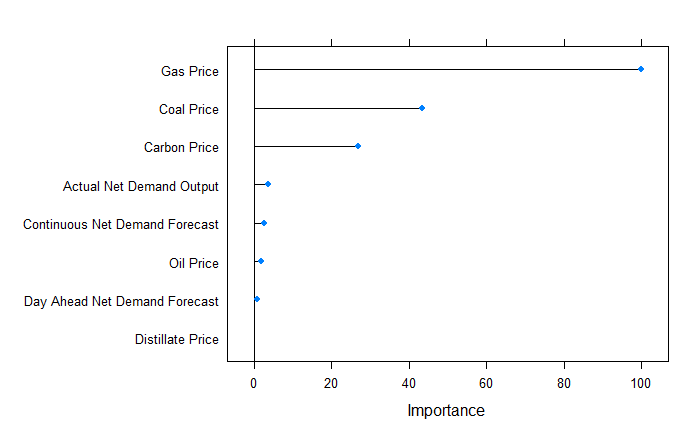 Gas Price
Coal Price
Carbon Price
Actual Net Demand Output
Continuous Net Demand Forecast
Oil Price
Day Ahead Net Demand Forecast
Distillate Price
0 20 40 60 80 100
Importance